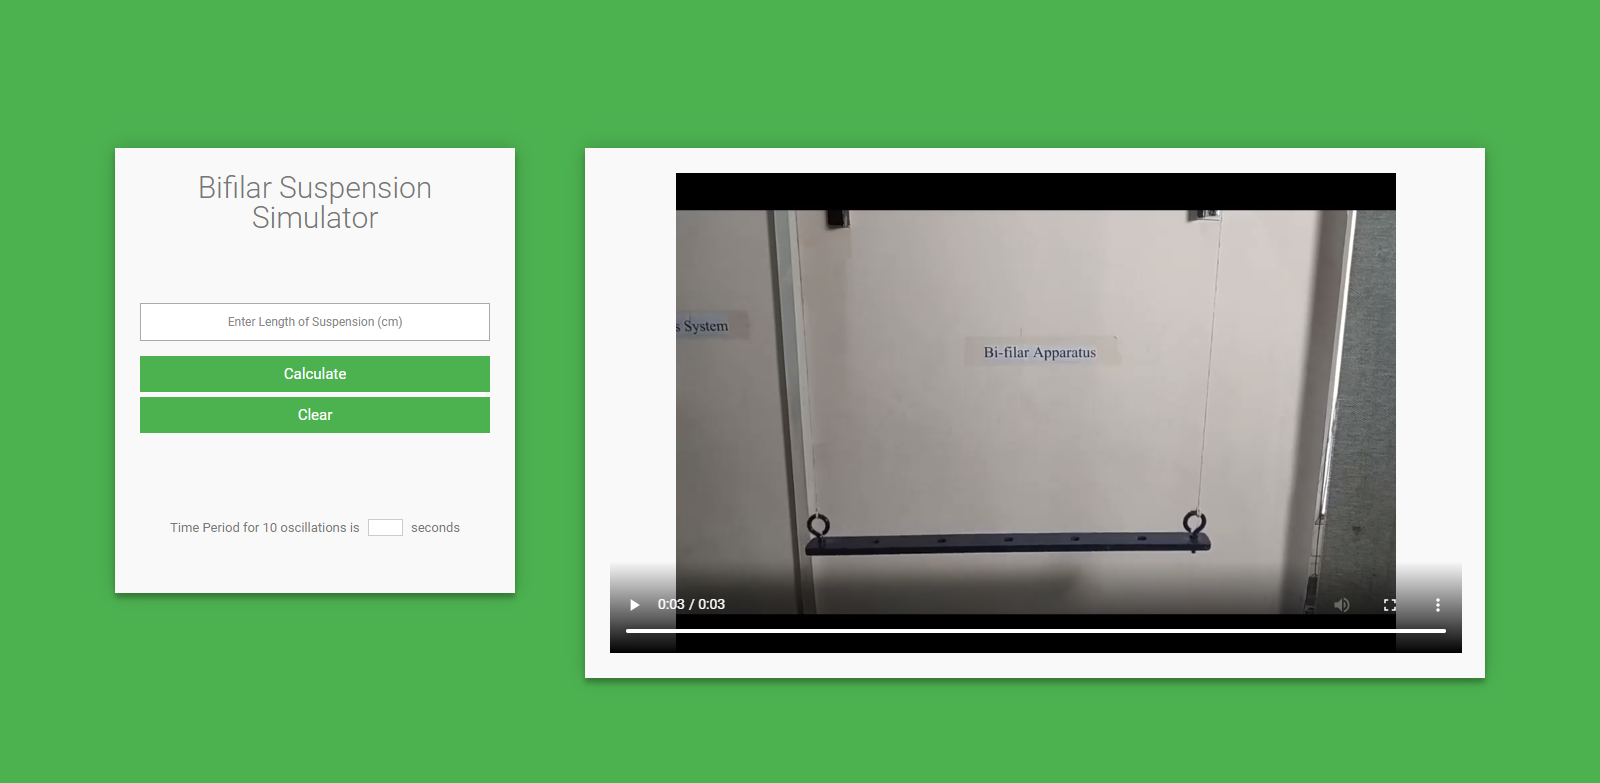 Bifilar Suspension
Simulator
Enter Length of Suspension (cm)
Calculate
Clear
Time Period for 10 oscillations is seconds
s System
Bi-filar Apparatus
0:03 / 0:03